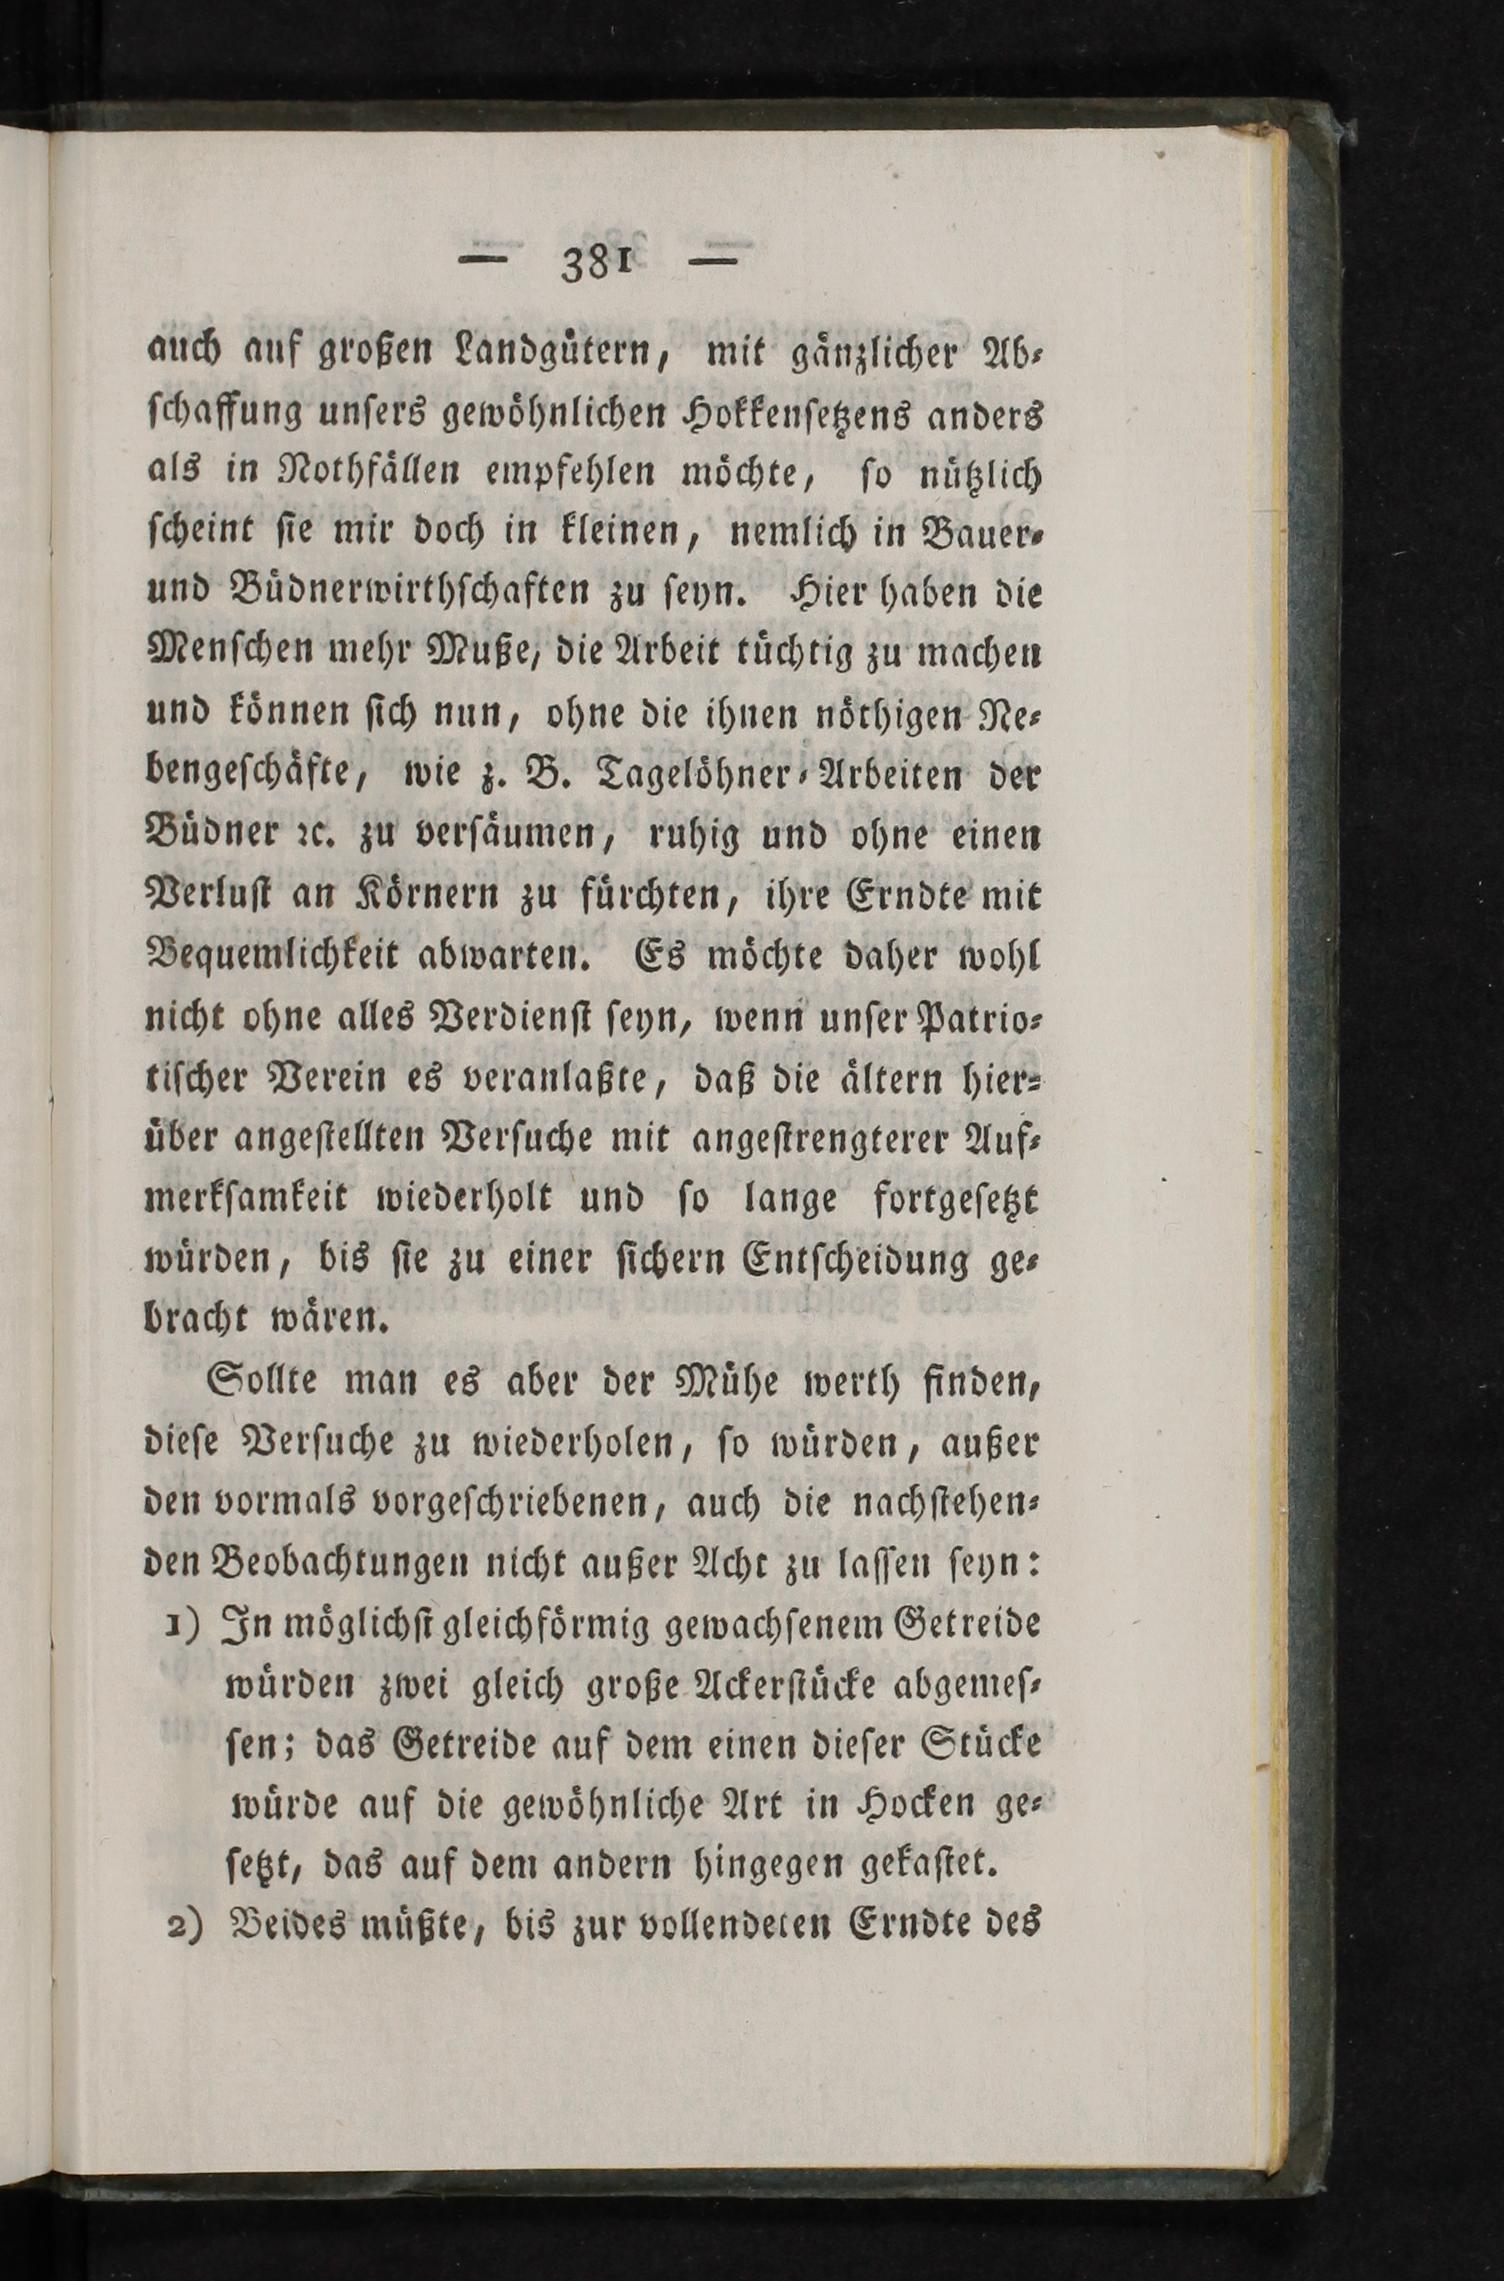 — 381 —
auch auf großen Landgütern, mit gänzlicher Ab-
schaffung unsers gewöhnlichen Hokkensetzens anders
als in Nothfällen empfehlen möchte, so nützlich
scheint sie mir doch in kleinen, nemlich in Bauer-
und Büdnerwirthschaften zu seyn. Hier haben die
Menschen mehr Muße, die Arbeit tüchtig zu machen
und können sich nun, ohne die ihnen nöthigen Ne-
bengeschäfte, wie z. B. Tagelöhner-Arbeiten der
Büdner ꝛc. zu versäumen, ruhig und ohne einen
Verlust an Körnern zu fürchten, ihre Erndte mit
Bequemlichkeit abwarten. Es möchte daher wohl
nicht ohne alles Verdienst seyn, wenn unser Patrio-
tischer Verein es veranlaßte, daß die ältern hier-
über angestellten Versuche mit angestrengterer Auf-
merksamkeit wiederholt und so lange fortgesetzt
würden, bis sie zu einer sichern Entscheidung ge-
bracht wären.
Sollte man es aber der Mühe werth finden,
diese Versuche zu wiederholen, so würden, außer
den vormals vorgeschriebenen, auch die nachstehen-
den Beobachtungen nicht außer Acht zu lassen seyn:
1) In möglichst gleichförmig gewachsenem Getreide
würden zwei gleich große Ackerstücke abgemes-
sen; das Getreide auf dem einen dieser Stücke
würde auf die gewöhnliche Art in Hocken ge-
setzt, das auf dem andern hingegen gekastet.
2) Beides müßte, bis zur vollendeten Erndte des